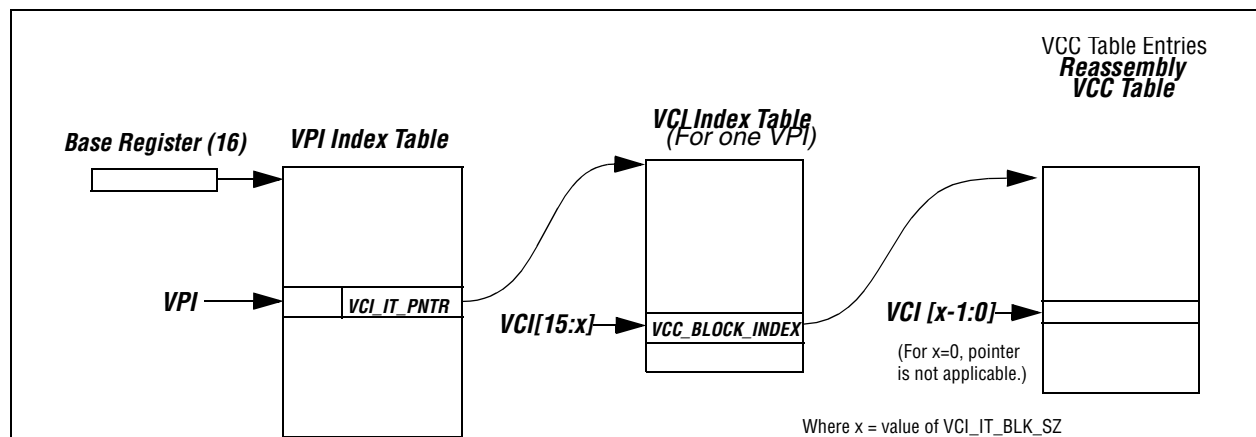 VCC Table Entries
Reassembly
VCC Table
VCI Index Table
(For one VPI)
Base Register (16)
VPI Index Table
VPI
VCI_IT_PNTR
VCI[15:x]
VCC_BLOCK_INDEX
VCI [x-1:0]
(For x=0, pointer
is not applicable.)
Where x = value of VCI_IT_BLK_SZ